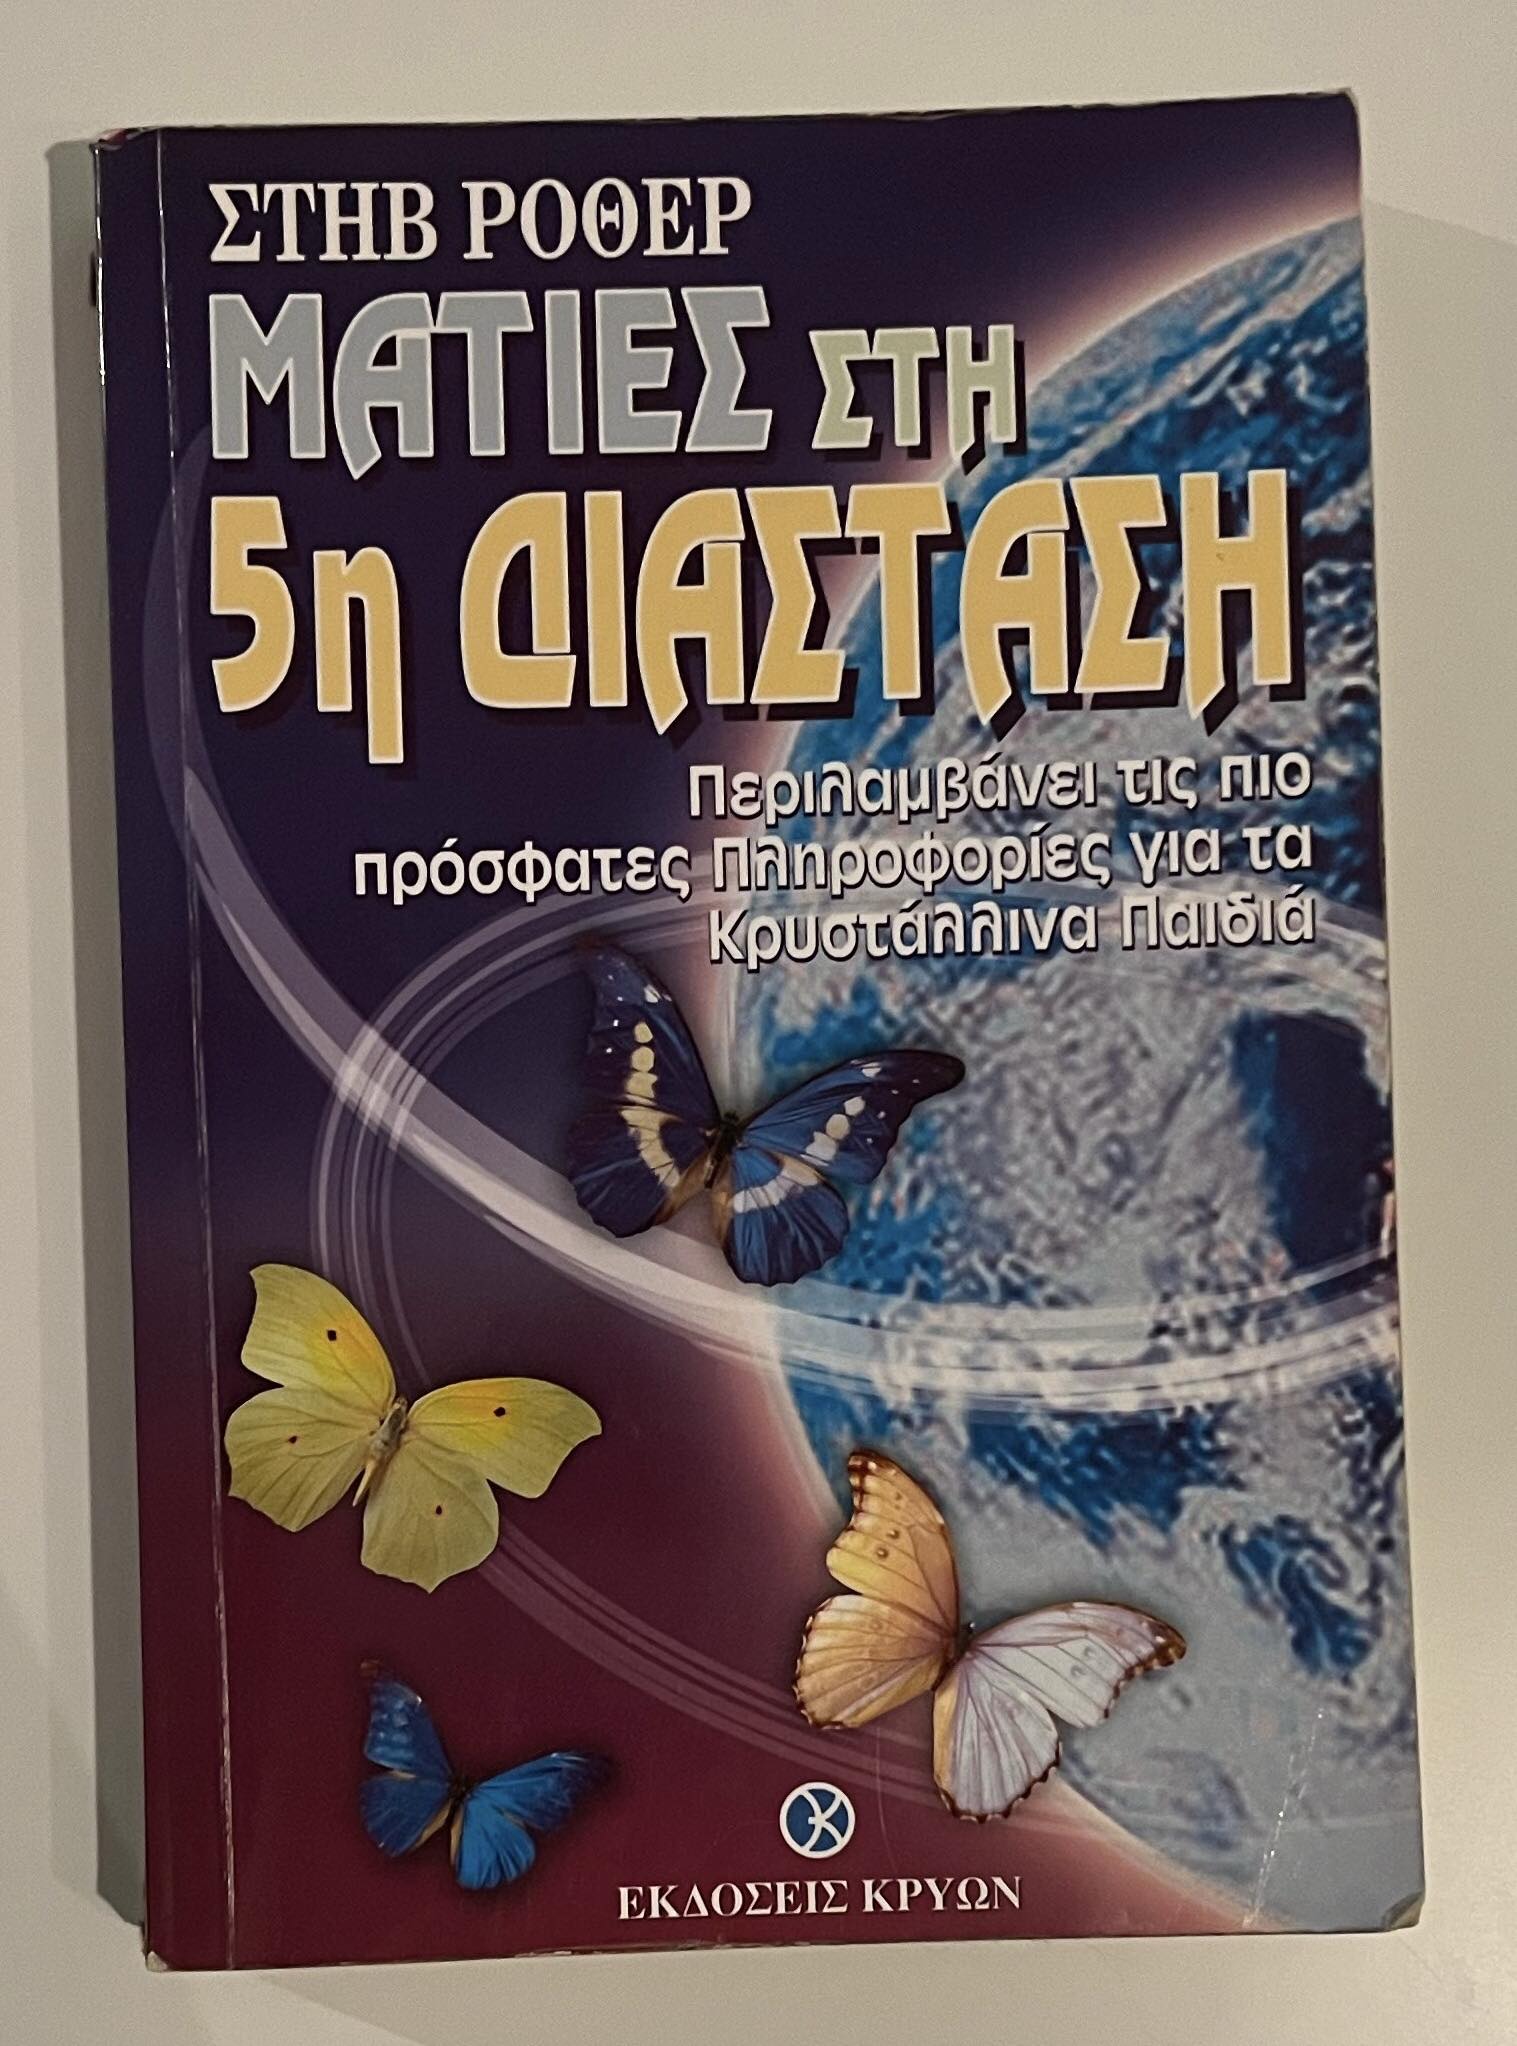 ΣΤΗΒ ΡΟΘΕΡ
ΜΑΤΙΕΣ ΣΤΗ
5η ΔΙΑΣΤΑΣΗ
Περιλαμβάνει τις πιο
πρόσφατες Πληροφορίες για τα
Κρυστάλλινα Παιδιά
ΕΚΔΟΣΕΙΣ ΚΡΥΩΝ